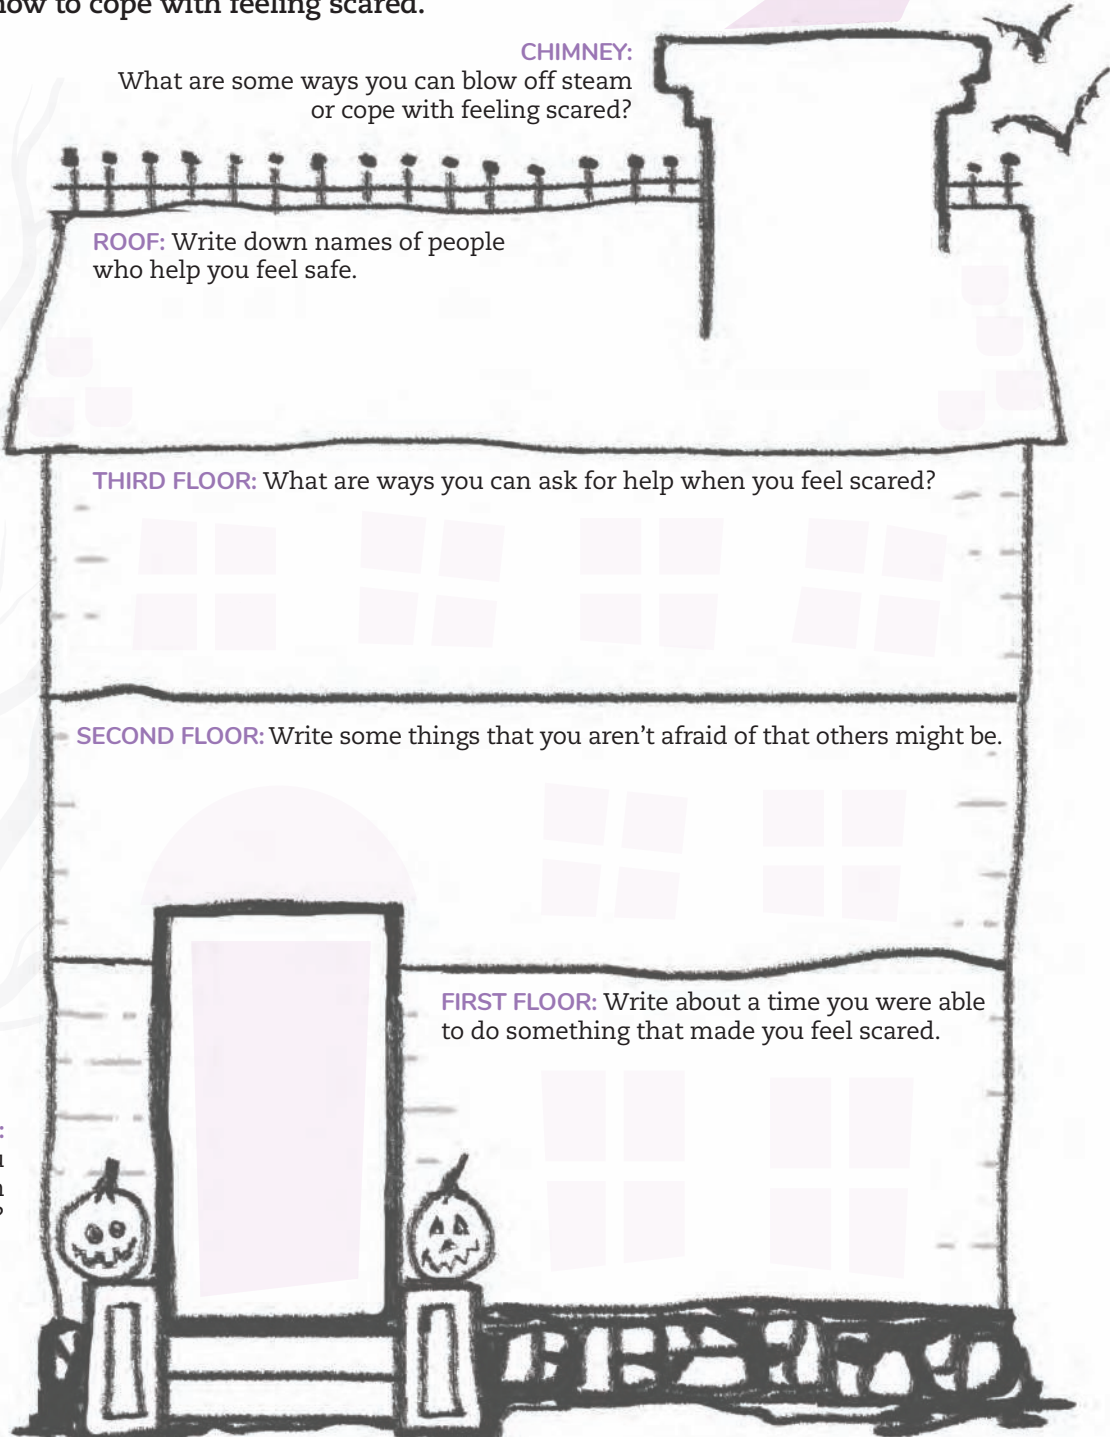 how to cope with feeling scared.
CHIMNEY:
What are some ways you can blow off steam
or cope with feeling scared?
ROOF: Write down names of people
who help you feel safe.
THIRD FLOOR: What are ways you can ask for help when you feel scared?
SECOND FLOOR: Write some things that you aren't afraid of that others might be.
FIRST FLOOR: Write about a time you were able
to do something that made you feel scared.
:
?